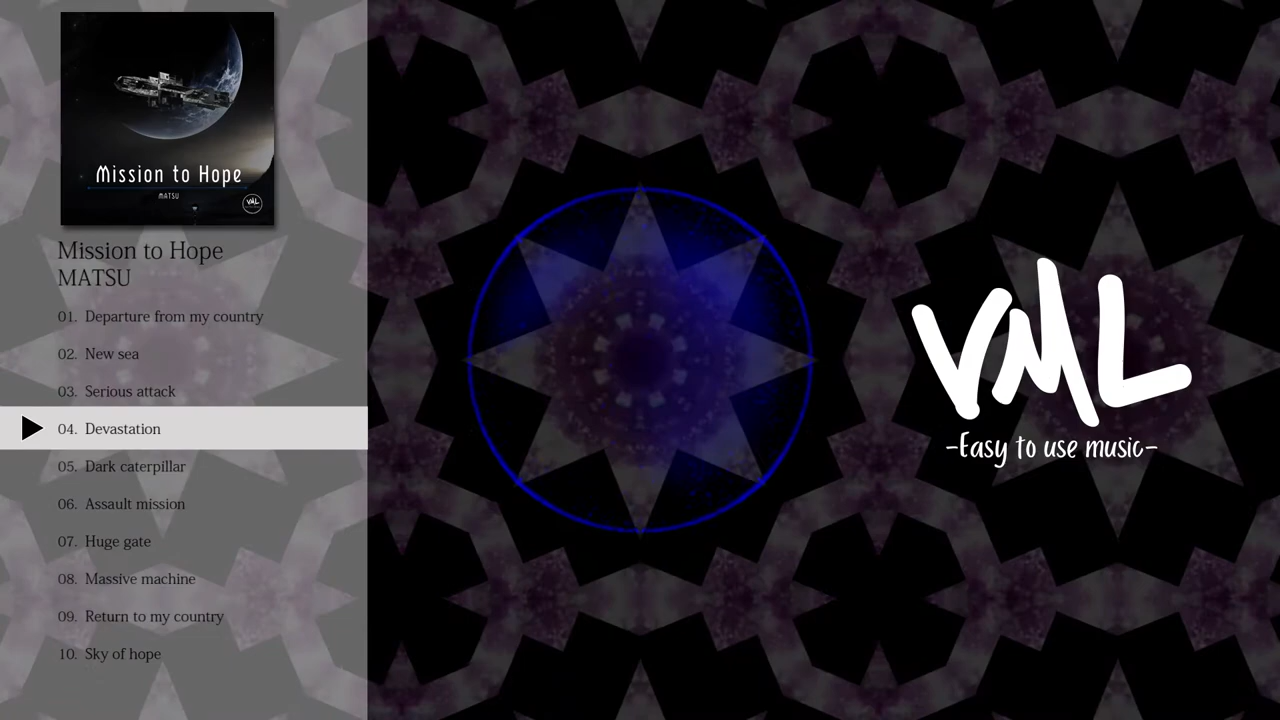 Mission to Hope
MATSU
VML
Mission to Hope
MATSU
01. Departure from my country
02. New sea
03. Serious attack
04. Devastation
05. Dark caterpillar
06. Assault mission
07. Huge gate
08. Massive machine
09. Return to my country
10. Sky of hope
VML
-Easy to use music-